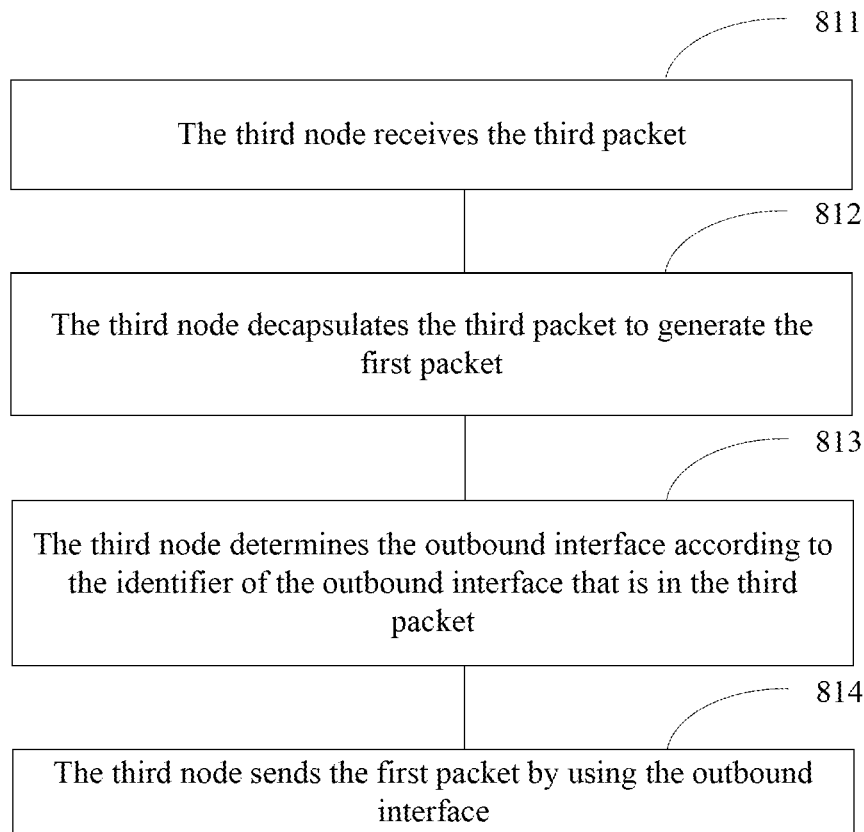 811
The third node receives the third packet
812
The third node decapsulates the third packet to generate the
first packet
813
The third node determines the outbound interface according to
the identifier of the outbound interface that is in the third
packet
814
The third node sends the first packet by using the outbound
interface